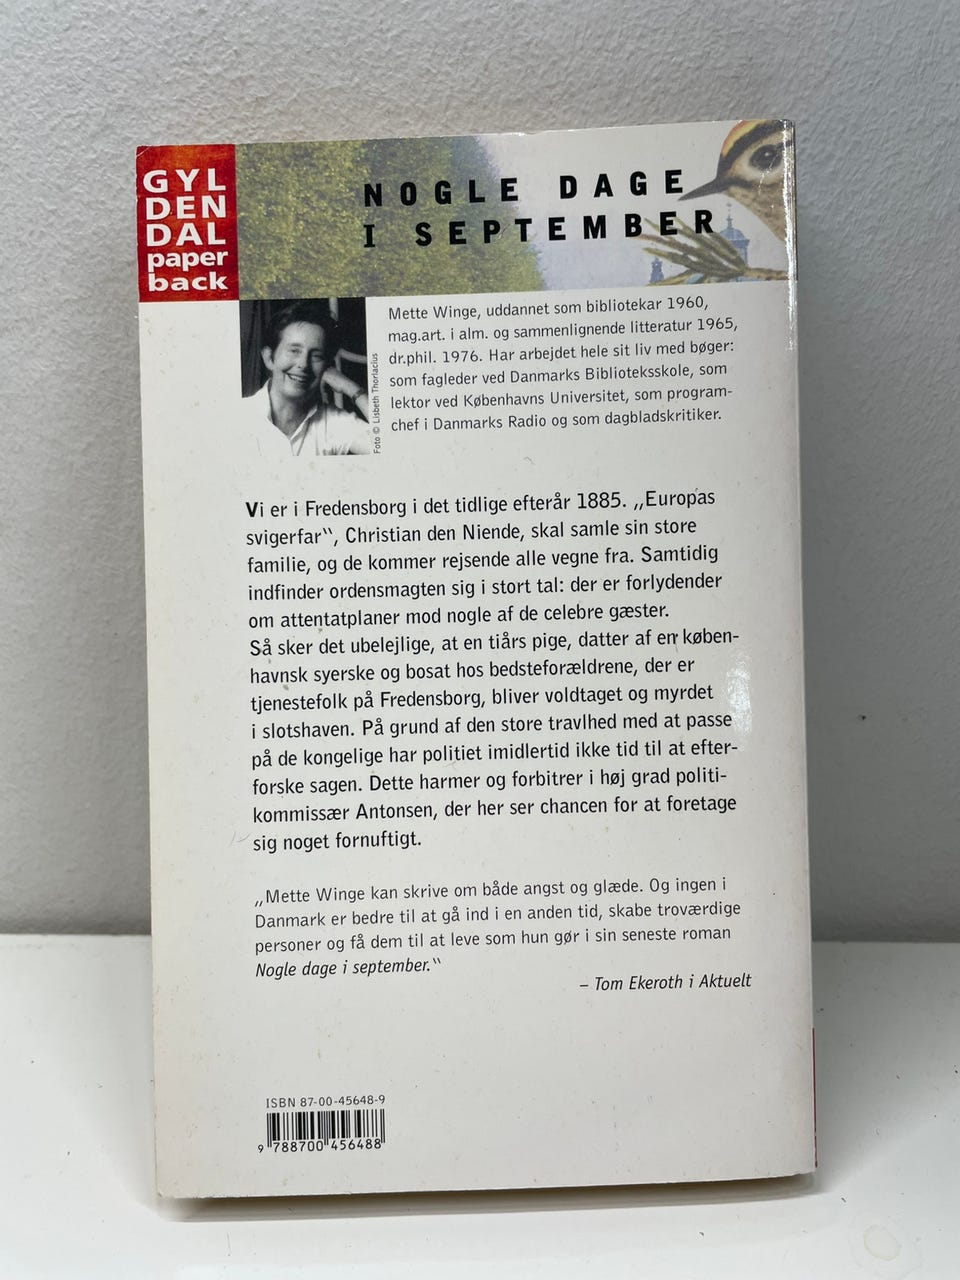 GYL
DEN
DAL
paper
back
NOGLE DAGE
I SEPTEMBER
Foto © Lisbeth Thorlacius
Mette Winge, uddannet som bibliotekar 1960,
mag.art. i alm. og sammenlignende litteratur 1965,
dr.phil. 1976. Har arbejdet hele sit liv med bøger:
som fagleder ved Danmarks Biblioteksskole, som
lektor ved Københavns Universitet, som program-
chef i Danmarks Radio og som dagbladskritiker.
Vi er i Fredensborg i det tidlige efterår 1885. „Europas
svigerfar“, Christian den Niende, skal samle sin store
familie, og de kommer rejsende alle vegne fra. Samtidig
indfinder ordensmagten sig i stort tal: der er forlydender
om attentatplaner mod nogle af de celebre gæster.
Så sker det ubelejlige, at en tiårs pige, datter af en køben-
havnsk syerske og bosat hos bedsteforældrene, der er
tjenestefolk på Fredensborg, bliver voldtaget og myrdet
i slotshaven. På grund af den store travlhed med at passe
på de kongelige har politiet imidlertid ikke tid til at efter-
forske sagen. Dette harmer og forbitrer i høj grad politi-
kommissær Antonsen, der her ser chancen for at foretage
sig noget fornuftigt.
„Mette Winge kan skrive om både angst og glæde. Og ingen i
Danmark er bedre til at gå ind i en anden tid, skabe troværdige
personer og få dem til at leve som hun gør i sin seneste roman
Nogle dage i september.“
– Tom Ekeroth i Aktuelt
ISBN 87-00-45648-9
9 788700 456488